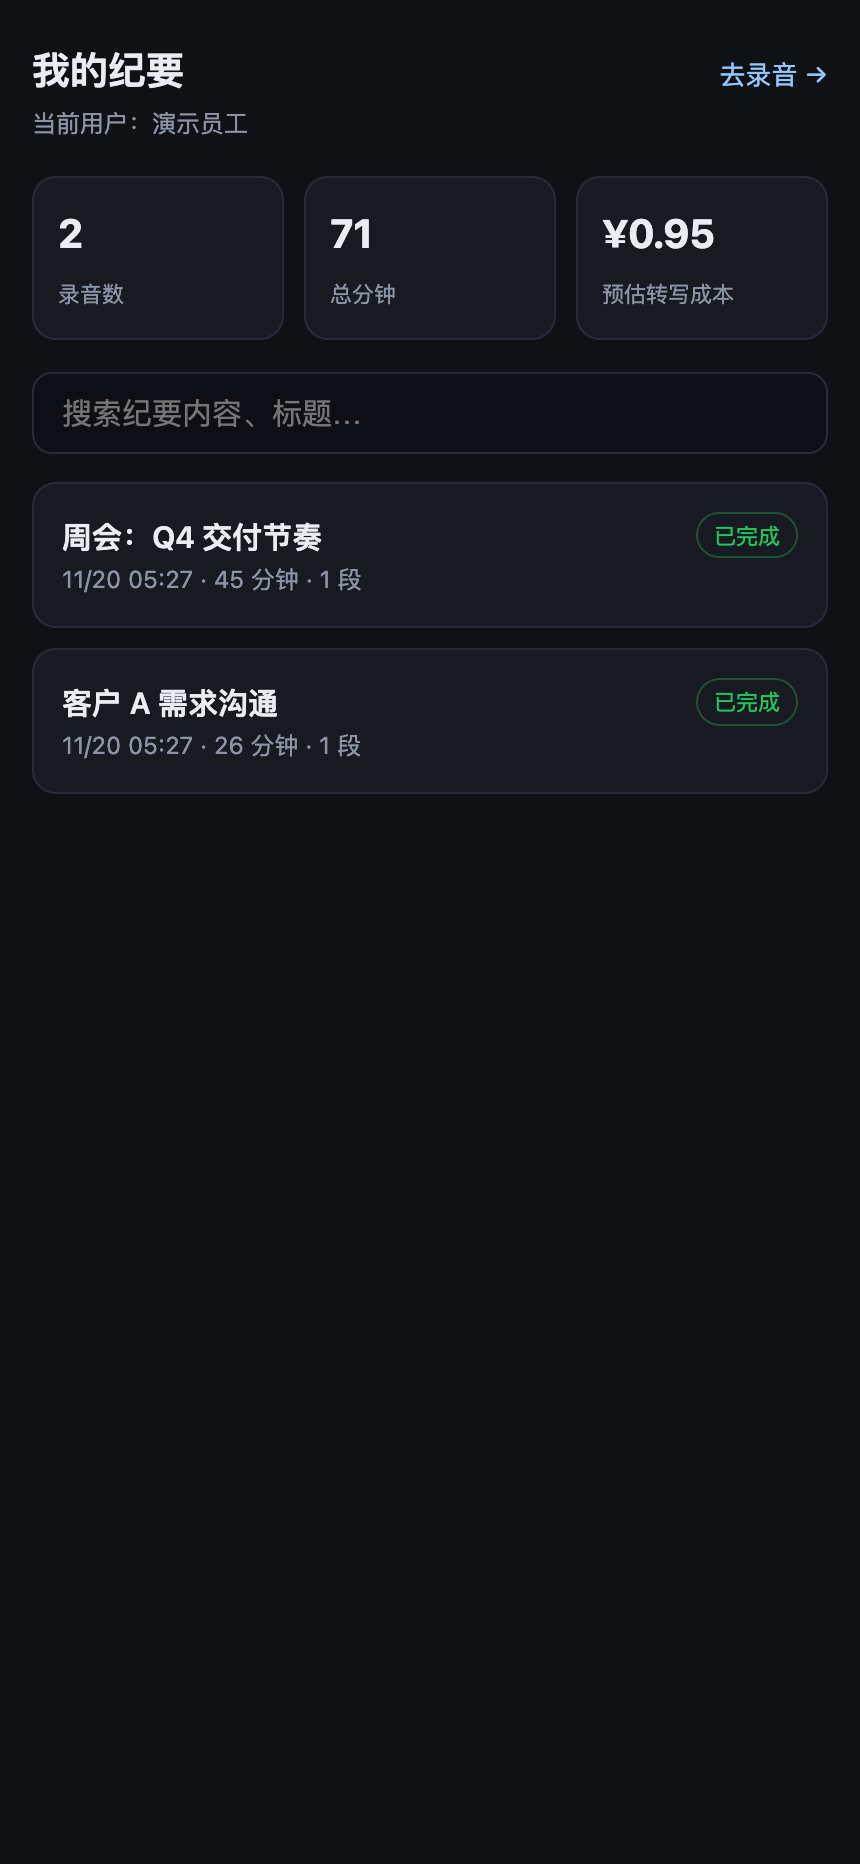 我的纪要
去录音 →
当前用户：演示员工
2
录音数
71
总分钟
¥0.95
预估转写成本
搜索纪要内容、标题...
周会：Q4 交付节奏
已完成
11/20 05:27 · 45 分钟 · 1 段
客户 A 需求沟通
已完成
11/20 05:27 · 26 分钟 · 1 段